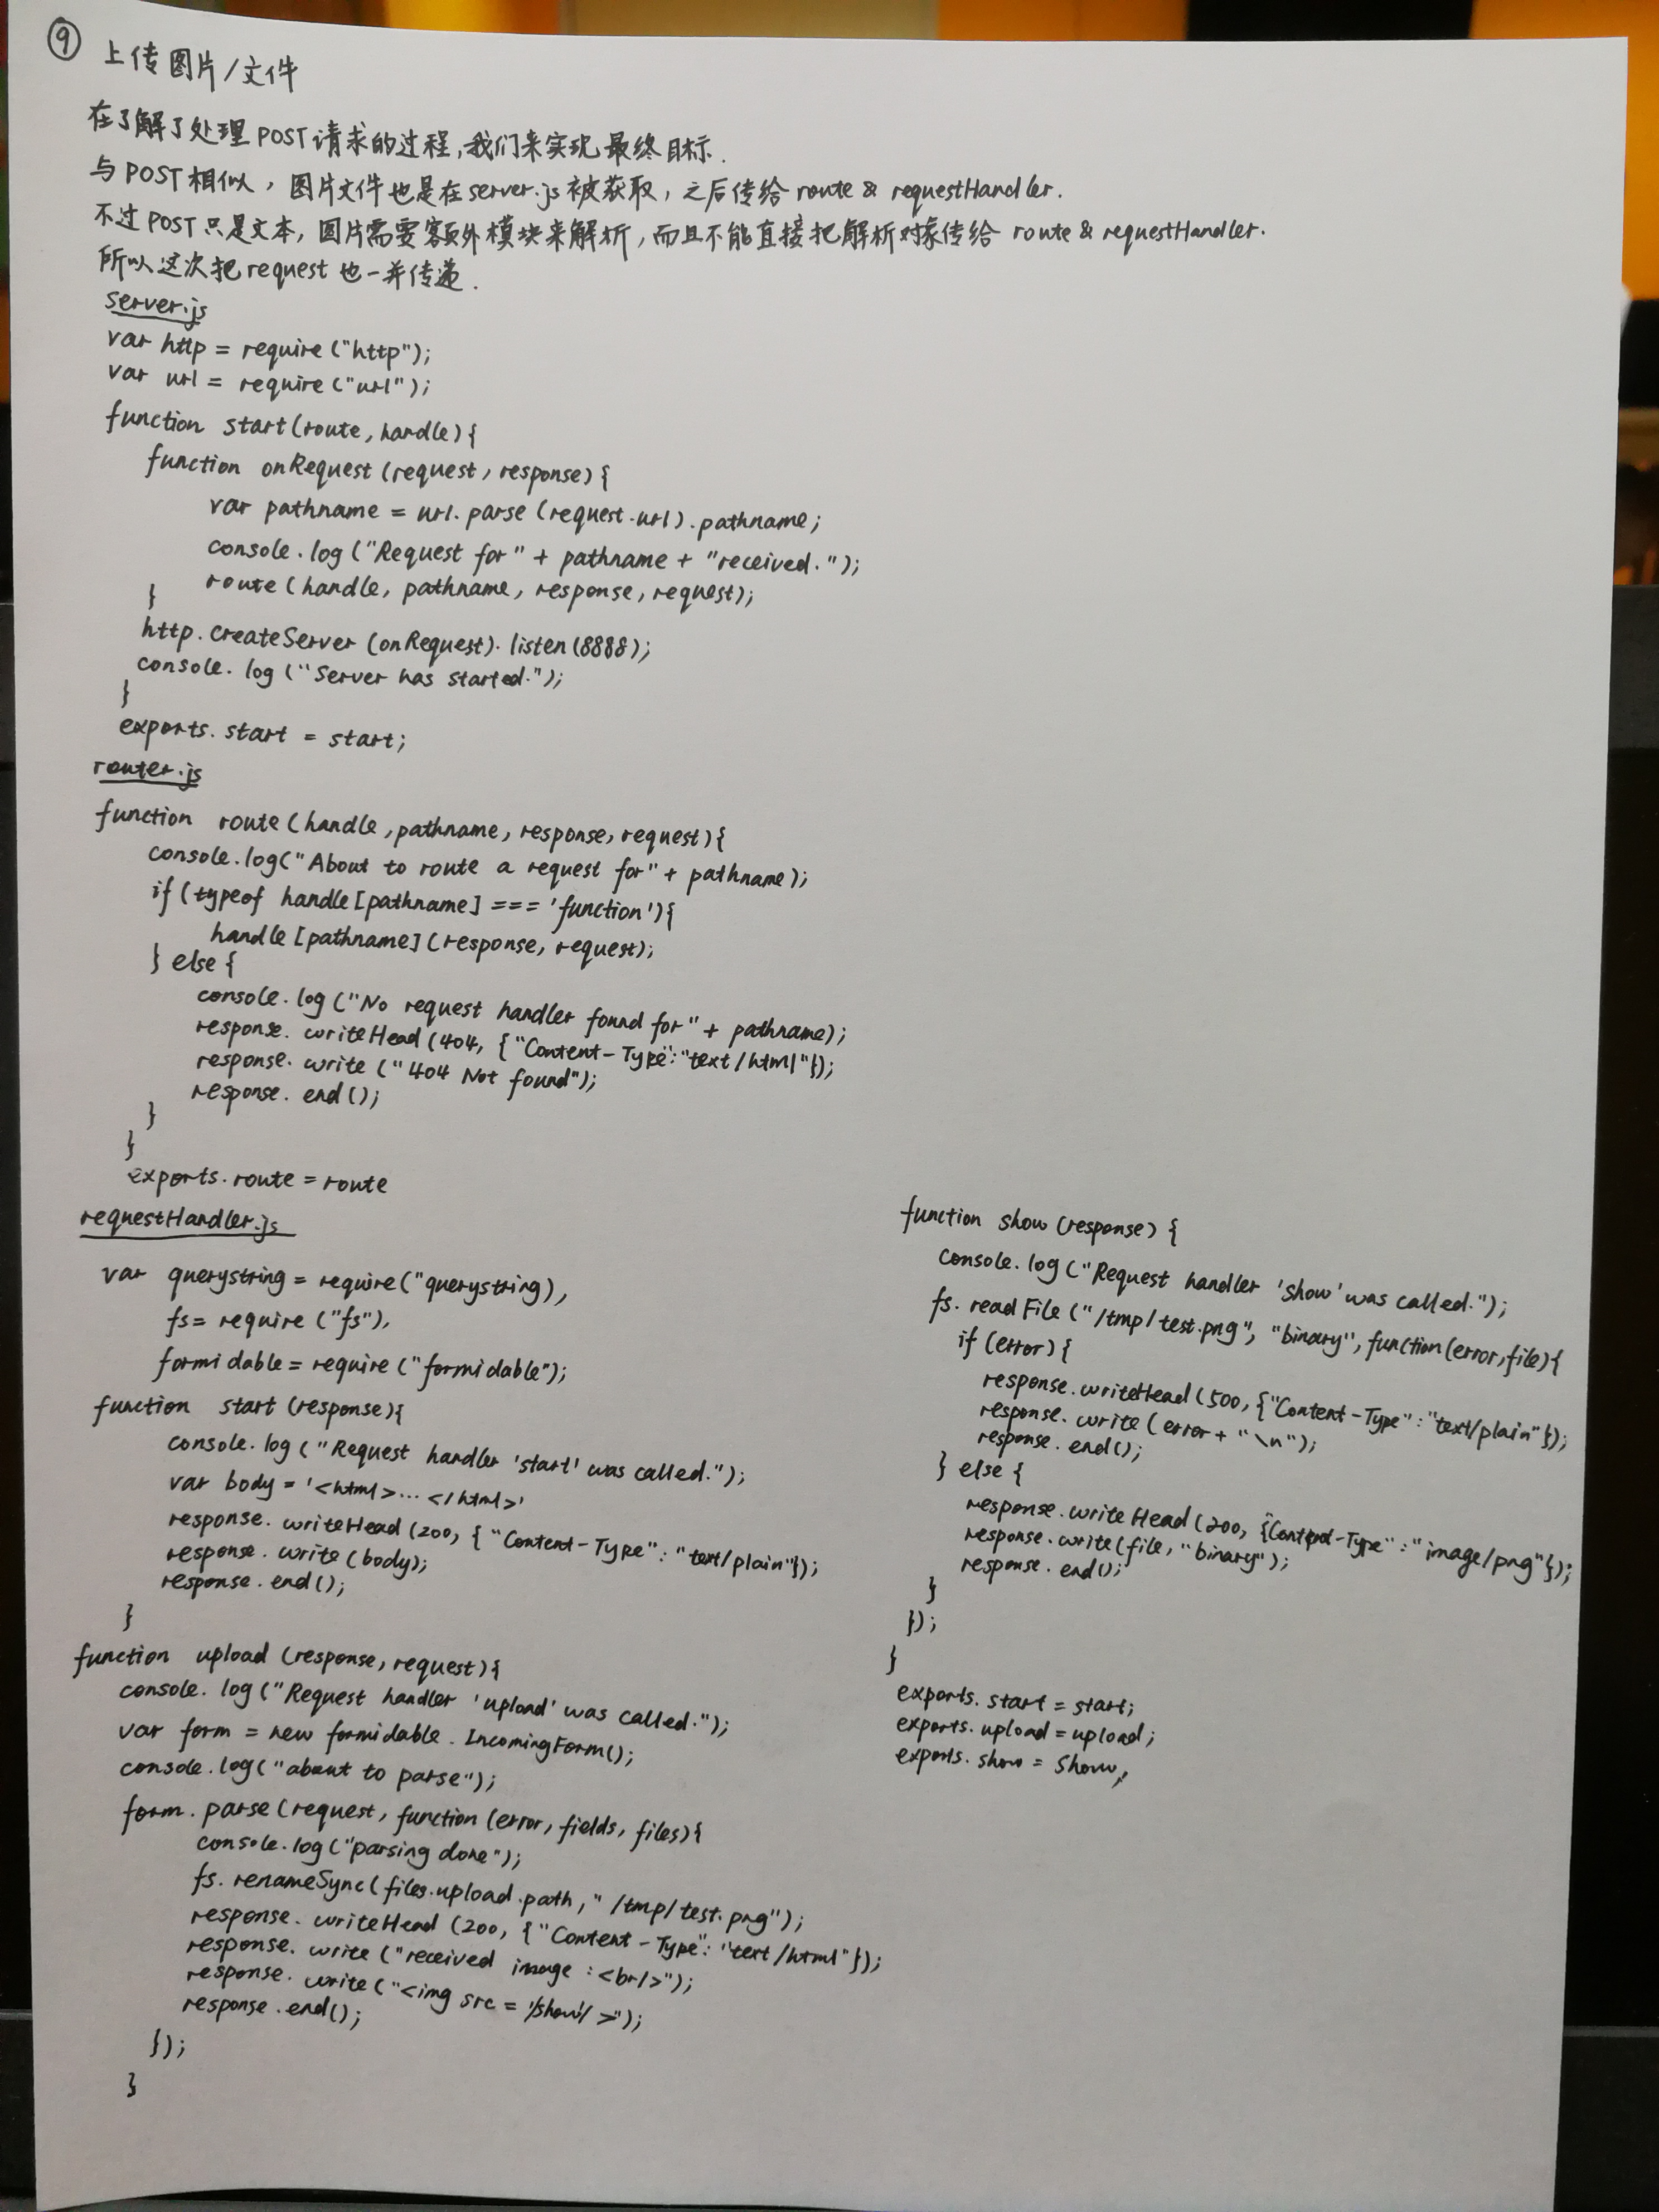 ⑨ 上传图片/文件
在了解了处理POST请求的过程,我们来实现最终目标.
与POST相似，图片文件也是在server.js被获取，之后传给 route & requestHandler.
不过POST只是文本，图片需要额外模块来解析，而且不能直接把解析对象传给 route & requestHandler.
所以这次把request也一并传递.
server.js
var http = require("http");
var url = require("url");
function start(route, handle){
function onRequest (request, response) {
var pathname = url.parse (request.url).pathname;
console.log ("Request for" + pathname + "received.");
route (handle, pathname, response, request);
}
http.createServer (onRequest).listen (8888);
console.log ("Server has started.");
}
exports.start = start;
router.js
function route (handle, pathname, response, request){
console.log("About to route a request for" + pathname);
if (typeof handle[pathname] === 'function'){
handle [pathname] (response, request);
} else {
console.log ("No request handler found for" + pathname);
response.writeHead (404, { "Content-Type":"text/html"});
response.write ("404 Not found");
response.end ();
}
}
exports.route = route
requestHandler.js
var querystring = require("querystring),
fs = require ("fs"),
formidable = require ("formidable");
function start (response){
console.log ("Request handler 'start' was called.");
var body = '<html>...</html>'
response.writeHead (200, { "Content-Type": "text/plain"});
response.write (body);
response.end ();
}
function upload (response, request){
console.log ("Request handler 'upload' was called.");
var form = new formidable.IncomingForm();
console.log("about to parse");
form.parse (request, function (error, fields, files){
console.log("parsing done");
fs.renameSync (files.upload.path, "/tmp/test.png");
response.writeHead (200, { "Content-Type": "text/html"});
response.write ("received image :<br/>");
response.write ("<img src = '/show'/ >");
response.end();
});
}
function show (response) {
console.log ("Request handler 'show' was called.");
fs.readFile ("/tmp/test.png", "binary", function(error,file){
if (error) {
response.writeHead (500, {"Content-Type": "text/plain"});
response.write (error + "\n");
response.end();
} else {
response.writeHead (200, {Content-Type": "image/png"});
response.write (file, "binary");
response.end();
}
});
}
exports.start = start;
exports.upload = upload;
exports.show = show;